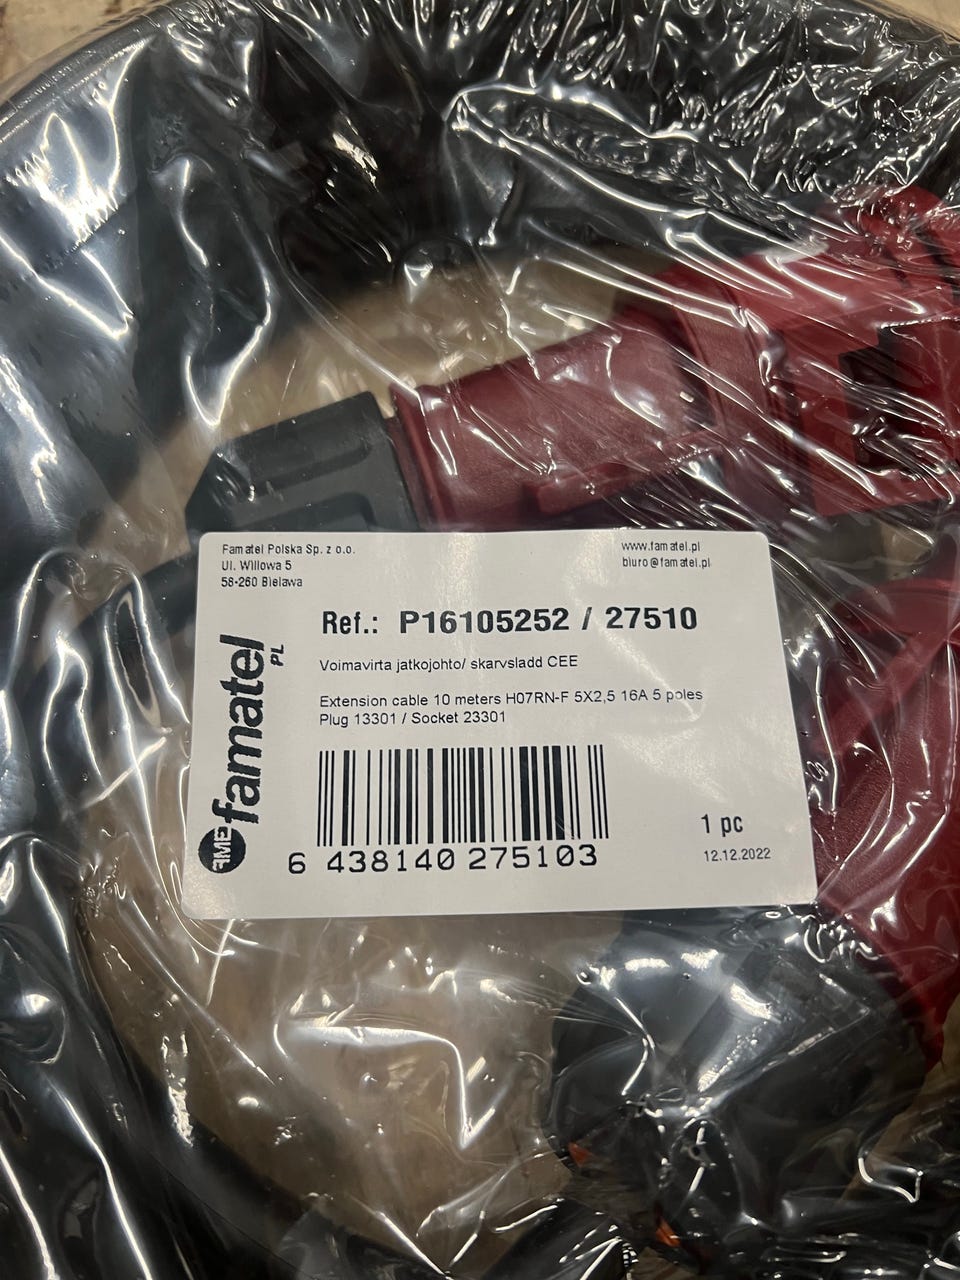 Famatel Polska Sp. z o.o.
Ul. Willowa 5
58-260 Bielawa
www.famatel.pl
biuro@famatel.pl
Ref.: P16105252 / 27510
Voimavirta jatkojohto/ skarvsladd CEE
Extension cable 10 meters H07RN-F 5X2,5 16A 5 poles
Plug 13301 / Socket 23301
FME famatel PL
6 438140 275103
1 pc
12.12.2022